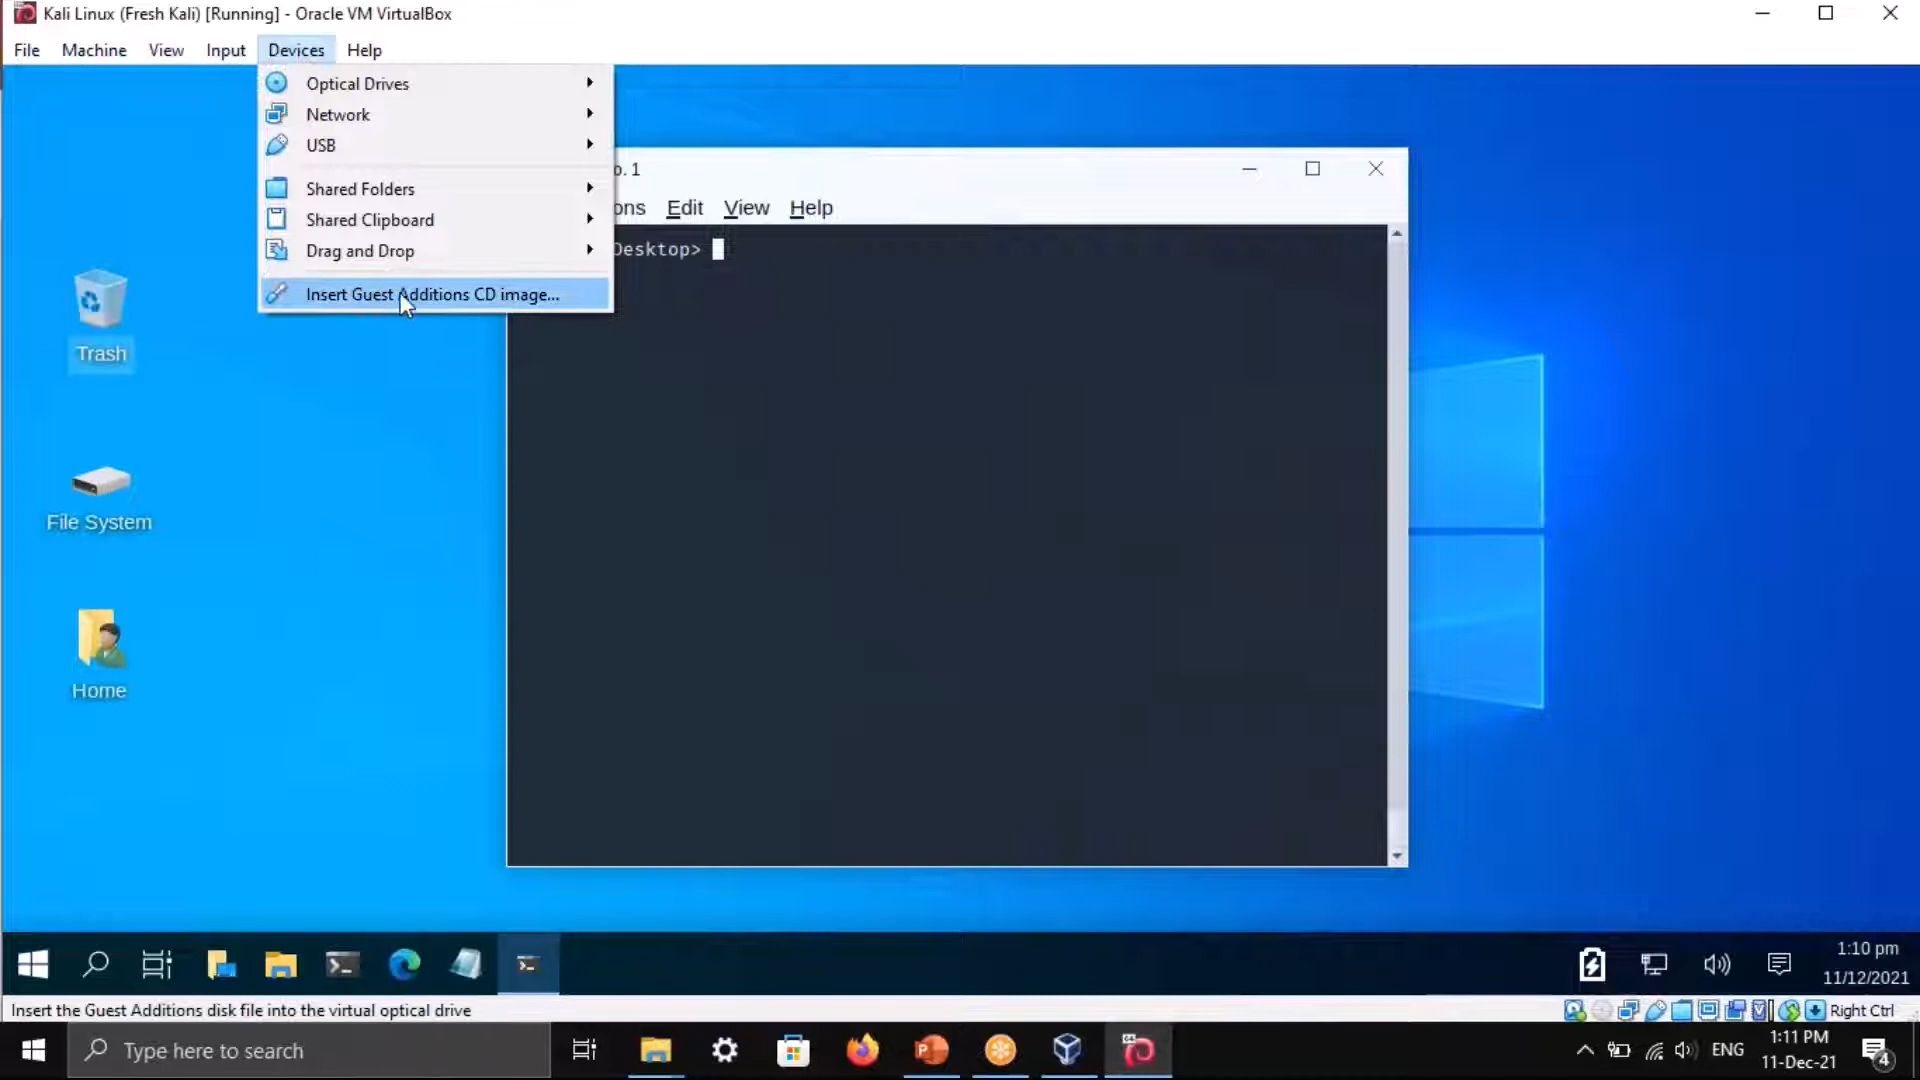 Kali Linux (Fresh Kali) [Running] - Oracle VM VirtualBox
File Machine View Input Devices Help
Optical Drives
Network
USB
Shared Folders
Shared Clipboard
Drag and Drop
Insert Guest Additions CD image...
o. 1
ons Edit View Help
Desktop>
Trash
File System
Home
1:10 pm
11/12/2021
Insert the Guest Additions disk file into the virtual optical drive
Right Ctrl
Type here to search
ENG
1:11 PM
11-Dec-21
4